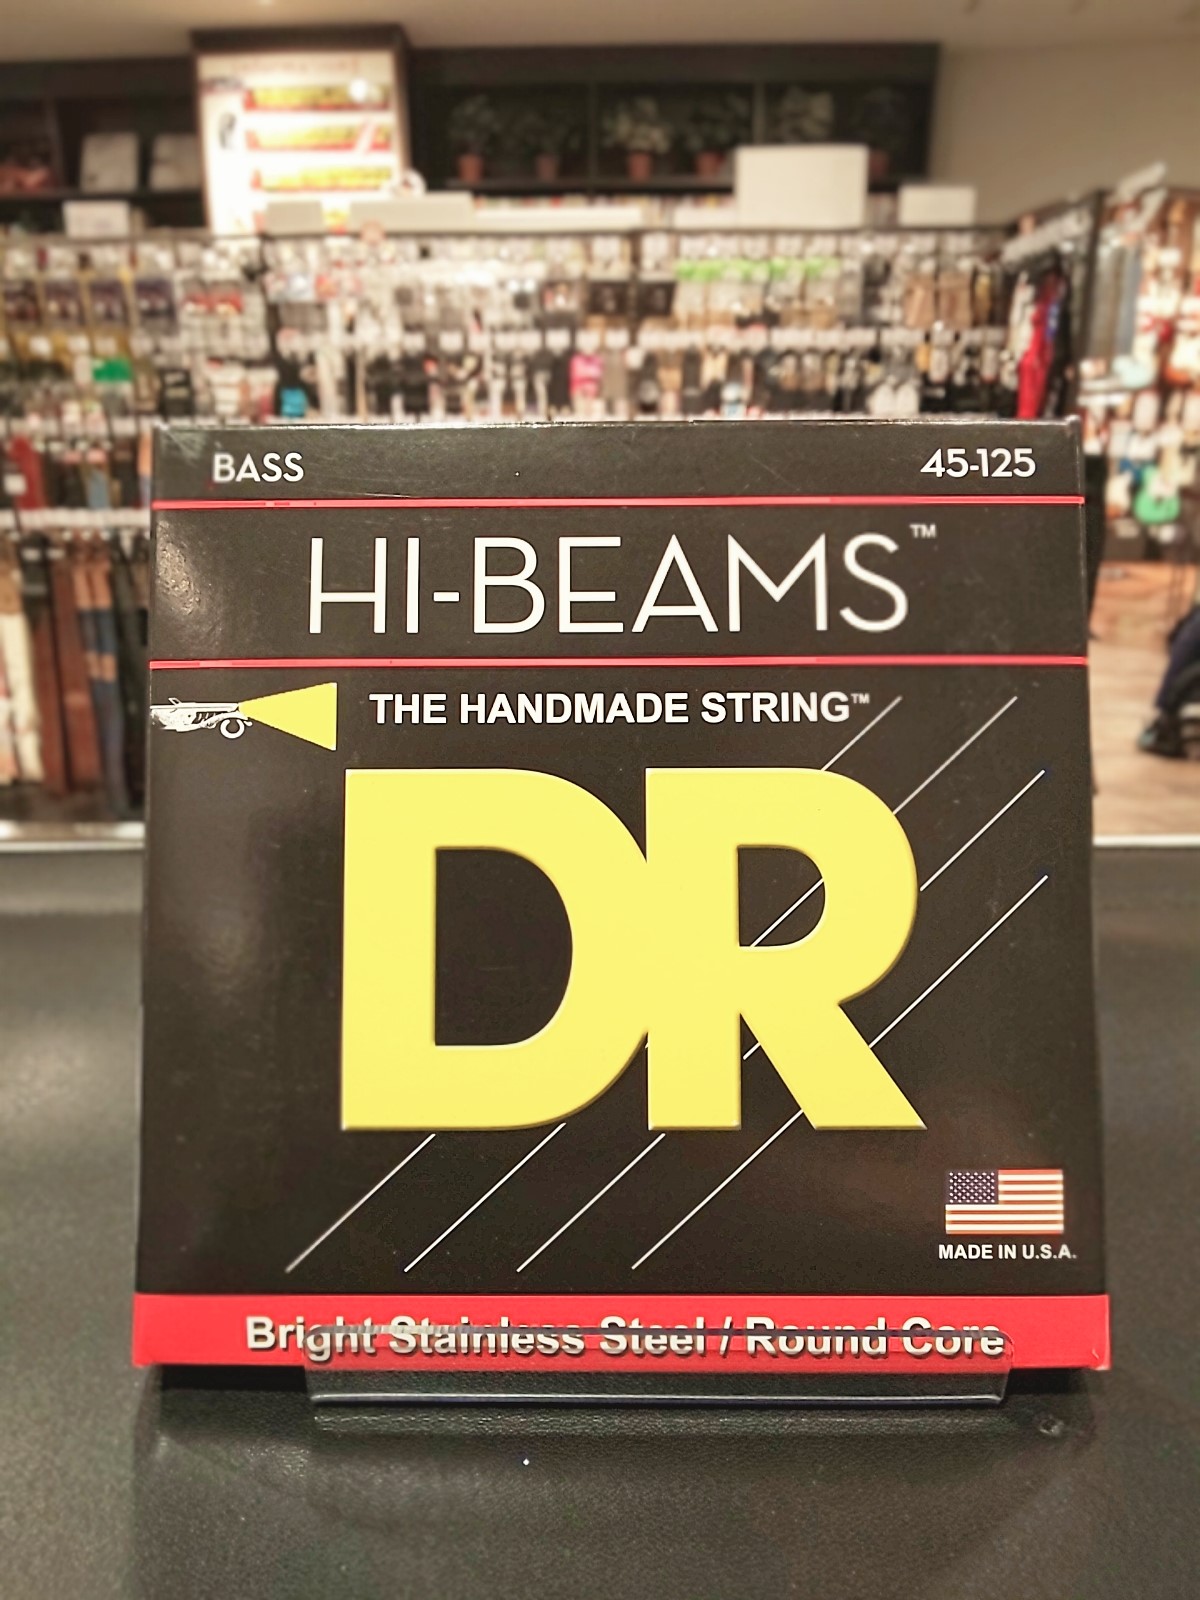 BASS 45-125
HI-BEAMS™
THE HANDMADE STRING™
DR
MADE IN U.S.A.
Bright Stainless Steel / Round Core